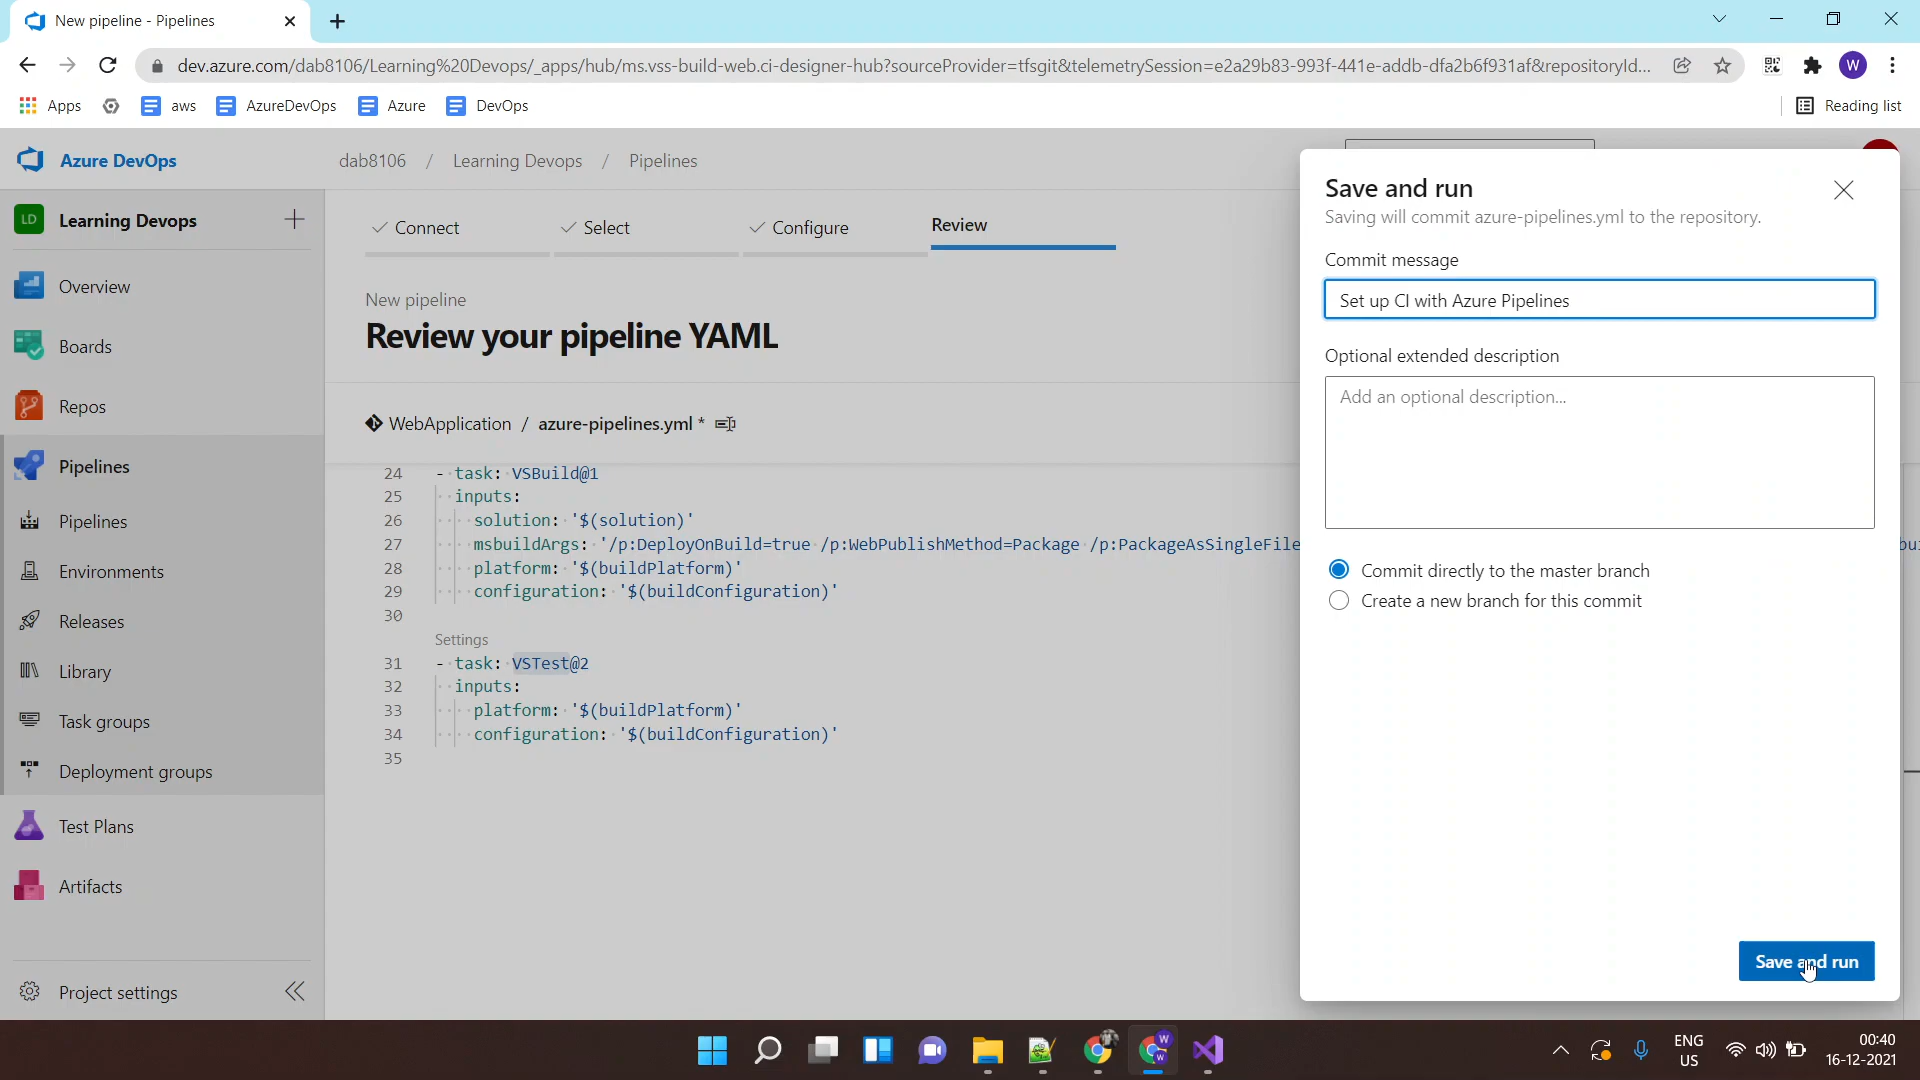 New pipeline - Pipelines
dev.azure.com/dab8106/Learning%20Devops/_apps/hub/ms.vss-build-web.ci-designer-hub?sourceProvider=tfsgit&telemetrySession=e2a29b83-993f-441e-addb-dfa2b6f931af&repositoryId...
W
Apps
aws
AzureDevOps
Azure
DevOps
Reading list
Azure DevOps
dab8106 / Learning Devops / Pipelines
LD
Learning Devops
Overview
Boards
Repos
Pipelines
Pipelines
Environments
Releases
Library
Task groups
Deployment groups
Test Plans
Artifacts
Project settings
Connect
Select
Configure
Review
New pipeline
Review your pipeline YAML
WebApplication / azure-pipelines.yml *
24 - task: VSBuild@1
25 inputs:
26 solution: '$(solution)'
27 msbuildArgs: '/p:DeployOnBuild=true /p:WebPublishMethod=Package /p:PackageAsSingleFile
28 platform: '$(buildPlatform)'
29 configuration: '$(buildConfiguration)'
30
Settings
31 - task: VSTest@2
32 inputs:
33 platform: '$(buildPlatform)'
34 configuration: '$(buildConfiguration)'
35
Save and run
Saving will commit azure-pipelines.yml to the repository.
Commit message
Set up CI with Azure Pipelines
Optional extended description
Add an optional description...
Commit directly to the master branch
Create a new branch for this commit
Save and run
ENG
US
00:40
16-12-2021